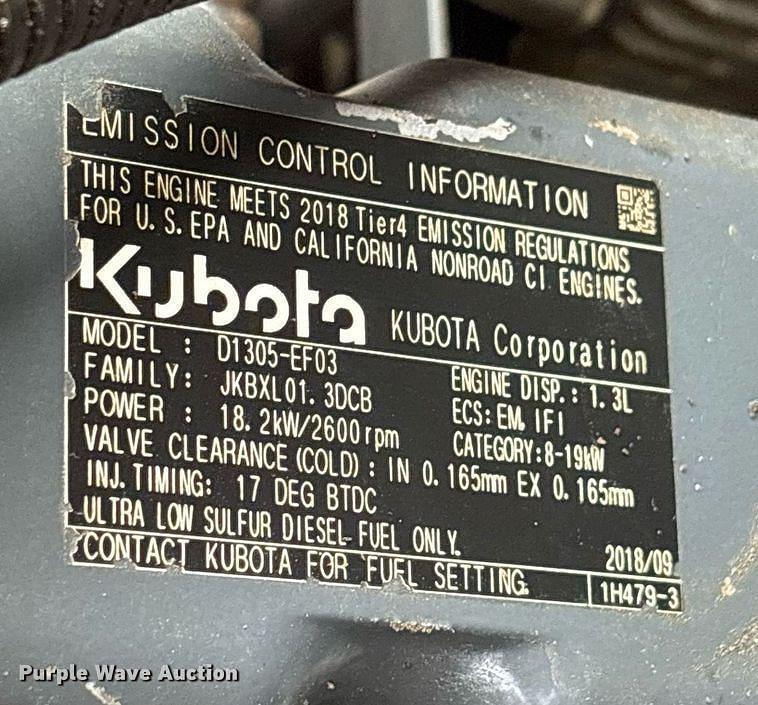 EMISSION CONTROL INFORMATION
THIS ENGINE MEETS 2018 Tier4 EMISSION REGULATIONS
FOR U.S.EPA AND CALIFORNIA NONROAD CI ENGINES.
Kubota KUBOTA Corporation
MODEL : D1305-EF03 ENGINE DISP.: 1.3L
FAMILY: JKBXL01.3DCB ECS:EM,IFI
POWER : 18.2kW/2600rpm CATEGORY:8-19kW
VALVE CLEARANCE(COLD): IN 0.165mm EX 0.165mm
INJ.TIMING: 17 DEG BTDC
ULTRA LOW SULFUR DIESEL FUEL ONLY. 2018/09
CONTACT KUBOTA FOR FUEL SETTING. 1H479-3
Purple Wave Auction